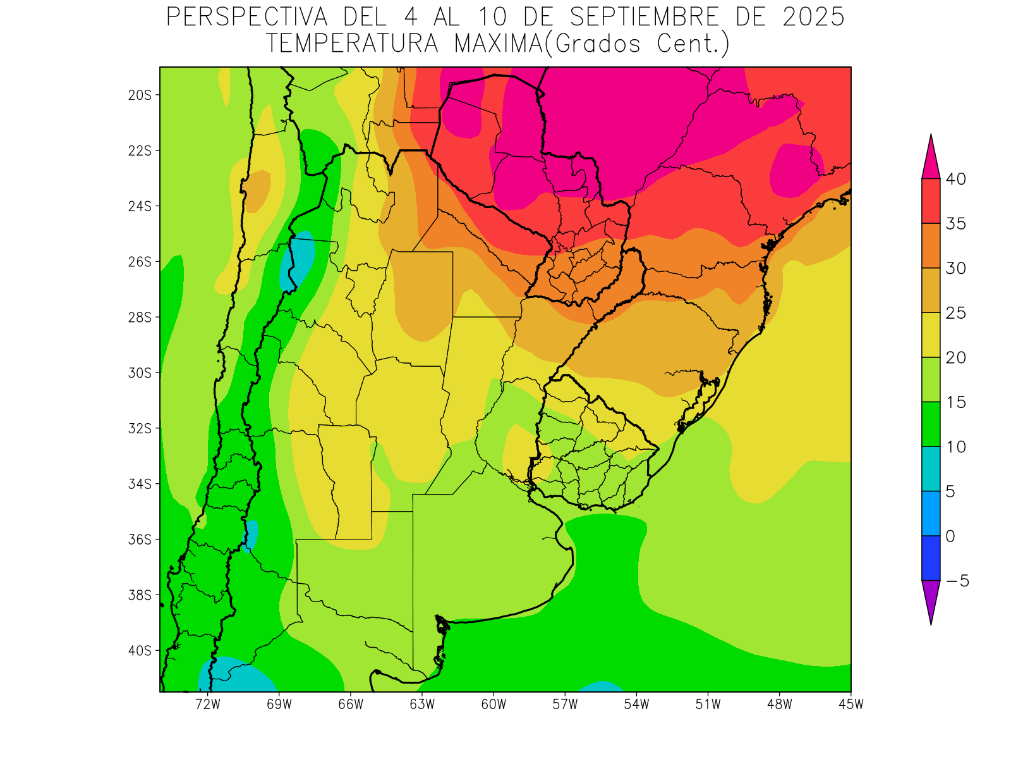 PERSPECTIVA DEL 4 AL 10 DE SEPTIEMBRE DE 2025
TEMPERATURA MAXIMA(Grados Cent.)
20S
22S
24S
26S
28S
30S
32S
34S
36S
38S
40S
72W 69W 66W 63W 60W 57W 54W 51W 48W 45W
40
35
30
25
20
15
10
5
0
−5